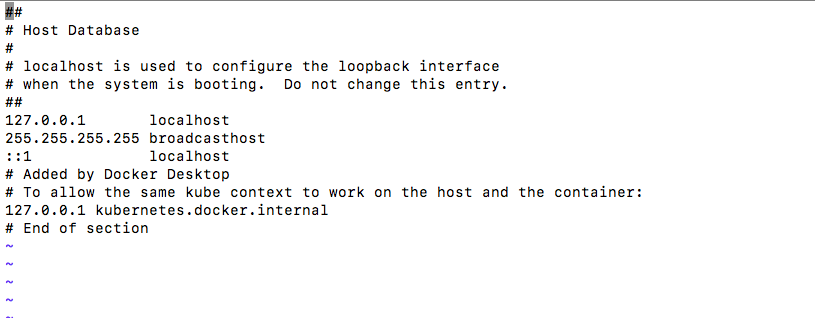 ##
# Host Database
#
# localhost is used to configure the loopback interface
# when the system is booting.  Do not change this entry.
##
127.0.0.1       localhost
255.255.255.255 broadcasthost
::1             localhost
# Added by Docker Desktop
# To allow the same kube context to work on the host and the container:
127.0.0.1 kubernetes.docker.internal
# End of section
~
~
~
~
~